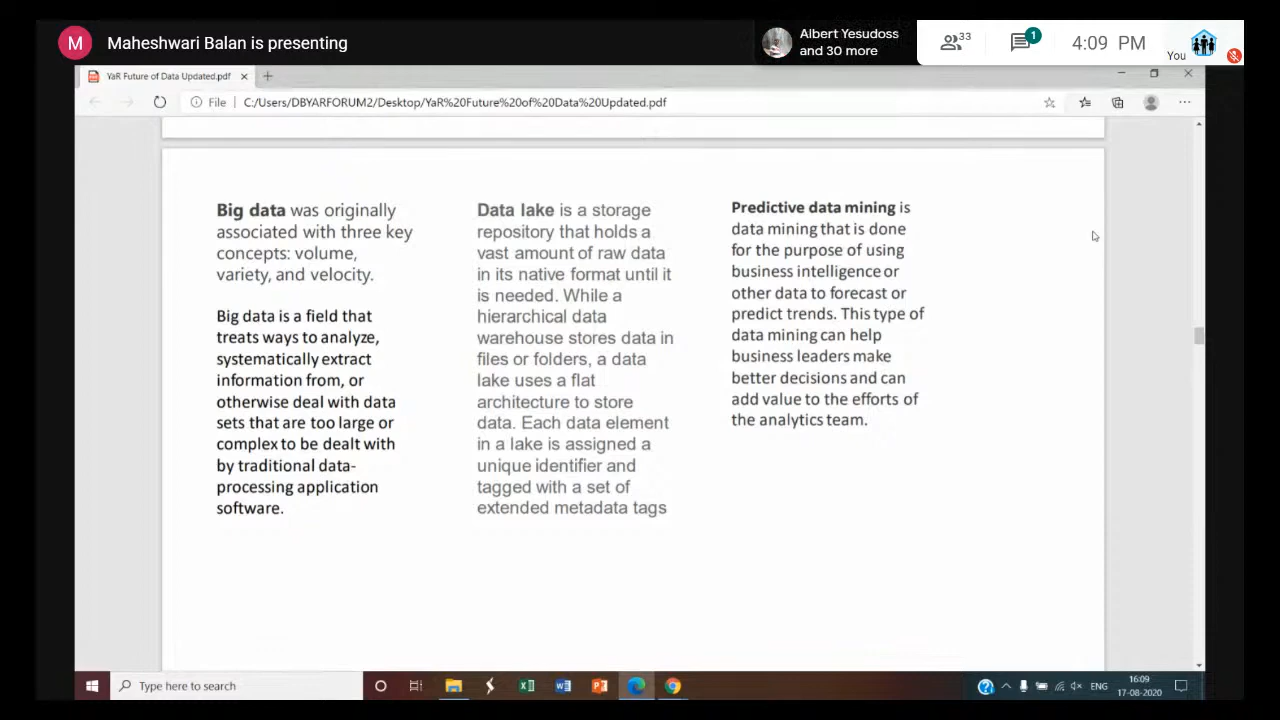 M
Maheshwari Balan is presenting
Albert Yesudoss
and 30 more
33
1
4:09 PM
You
YaR Future of Data Updated.pdf
File
C:/Users/DBYARFORUM2/Desktop/YaR%20Future%20of%20Data%20Updated.pdf
Big data was originally
associated with three key
concepts: volume,
variety, and velocity.
Big data is a field that
treats ways to analyze,
systematically extract
information from, or
otherwise deal with data
sets that are too large or
complex to be dealt with
by traditional data-
processing application
software.
Data lake is a storage
repository that holds a
vast amount of raw data
in its native format until it
is needed. While a
hierarchical data
warehouse stores data in
files or folders, a data
lake uses a flat
architecture to store
data. Each data element
in a lake is assigned a
unique identifier and
tagged with a set of
extended metadata tags
Predictive data mining is
data mining that is done
for the purpose of using
business intelligence or
other data to forecast or
predict trends. This type of
data mining can help
business leaders make
better decisions and can
add value to the efforts of
the analytics team.
Type here to search
ENG
16:09
17-08-2020